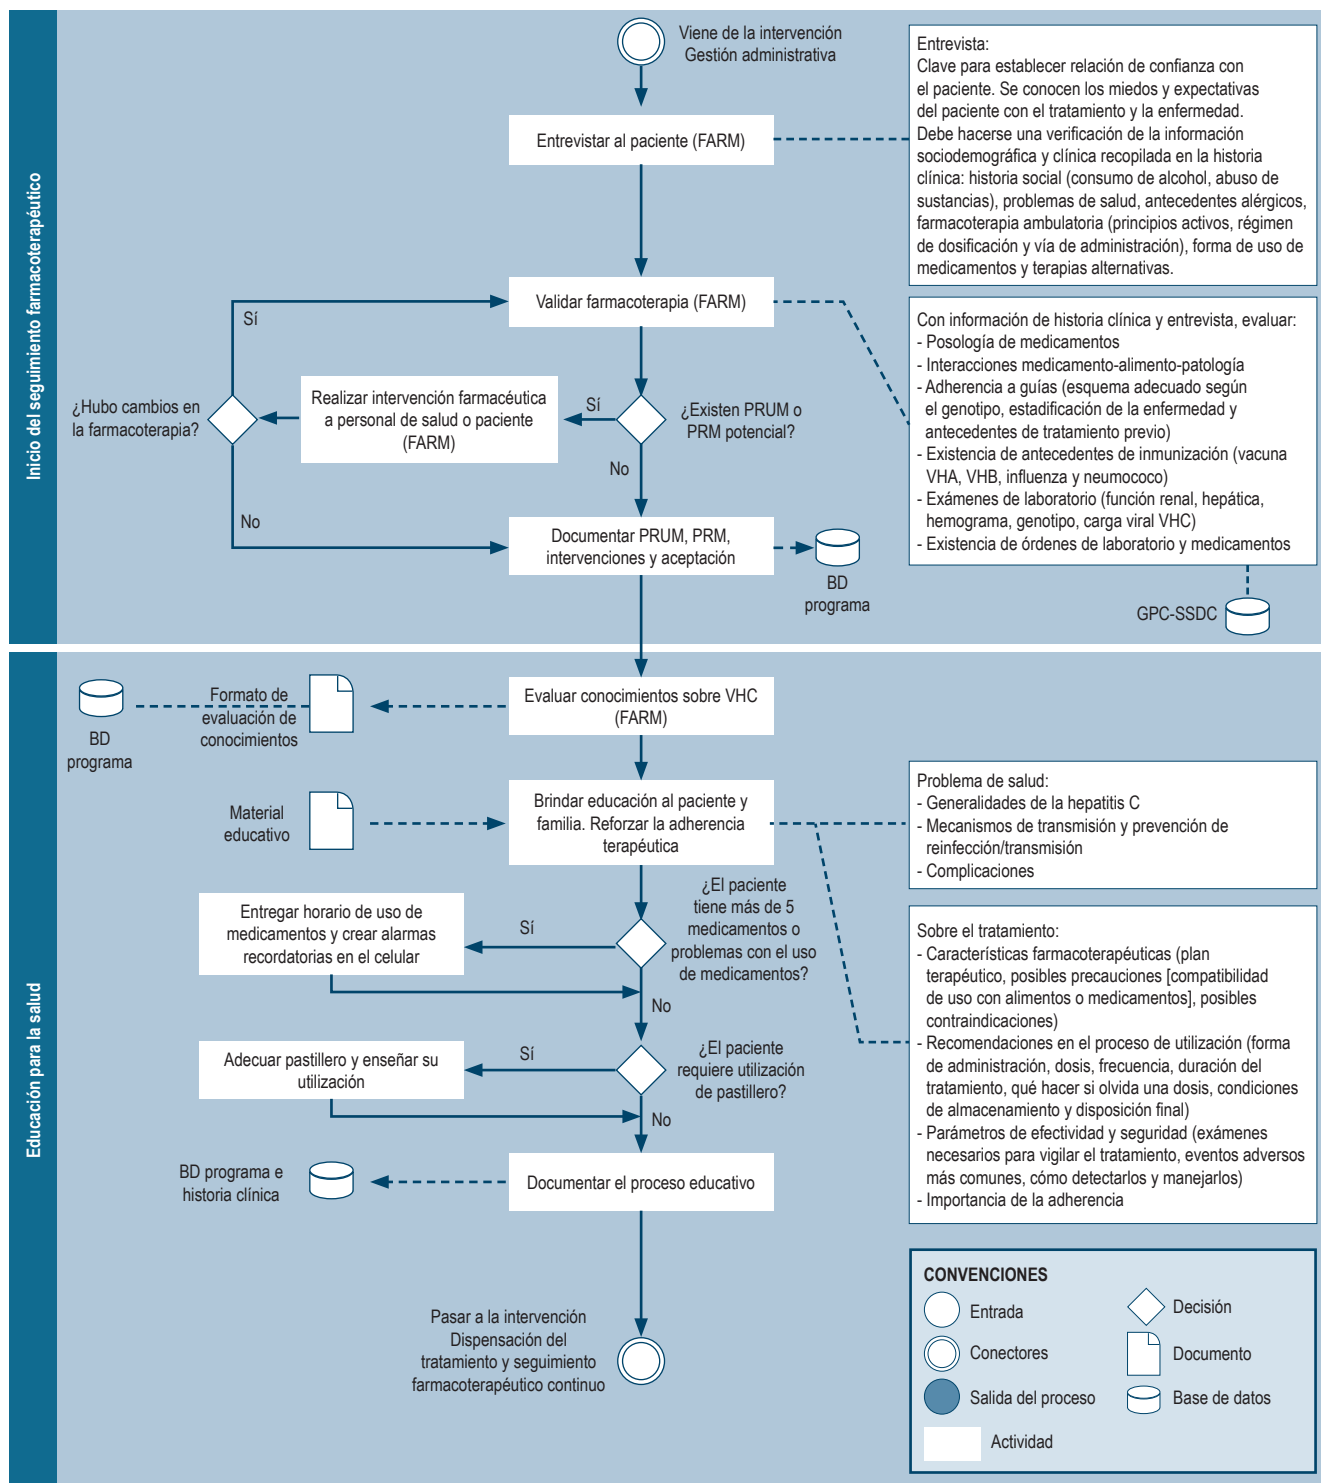 Inicio del seguimiento farmacoterapéutico
Viene de la intervención
Gestión administrativa
Entrevistar al paciente (FARM)
Entrevista:
Clave para establecer relación de confianza con
el paciente. Se conocen los miedos y expectativas
del paciente con el tratamiento y la enfermedad.
Debe hacerse una verificación de la información
sociodemográfica y clínica recopilada en la historia
clínica: historia social (consumo de alcohol, abuso de
sustancias), problemas de salud, antecedentes alérgicos,
farmacoterapia ambulatoria (principios activos, régimen
de dosificación y vía de administración), forma de uso de
medicamentos y terapias alternativas.
Validar farmacoterapia (FARM)
Con información de historia clínica y entrevista, evaluar:
- Posología de medicamentos
- Interacciones medicamento-alimento-patología
- Adherencia a guías (esquema adecuado según
el genotipo, estadificación de la enfermedad y
antecedentes de tratamiento previo)
- Existencia de antecedentes de inmunización (vacuna
VHA, VHB, influenza y neumococo)
- Exámenes de laboratorio (función renal, hepática,
hemograma, genotipo, carga viral VHC)
- Existencia de órdenes de laboratorio y medicamentos
GPC-SSDC
¿Existen PRUM o
PRM potencial?
Sí
No
Realizar intervención farmacéutica
a personal de salud o paciente
(FARM)
¿Hubo cambios en
la farmacoterapia?
Sí
No
Documentar PRUM, PRM,
intervenciones y aceptación
BD
programa
Educación para la salud
Evaluar conocimientos sobre VHC
(FARM)
Formato de
evaluación de
conocimientos
BD
programa
Brindar educación al paciente y
familia. Reforzar la adherencia
terapéutica
Material
educativo
Problema de salud:
- Generalidades de la hepatitis C
- Mecanismos de transmisión y prevención de
reinfección/transmisión
- Complicaciones
Sobre el tratamiento:
- Características farmacoterapéuticas (plan
terapéutico, posibles precauciones [compatibilidad
de uso con alimentos o medicamentos], posibles
contraindicaciones)
- Recomendaciones en el proceso de utilización (forma
de administración, dosis, frecuencia, duración del
tratamiento, qué hacer si olvida una dosis, condiciones
de almacenamiento y disposición final)
- Parámetros de efectividad y seguridad (exámenes
necesarios para vigilar el tratamiento, eventos adversos
más comunes, cómo detectarlos y manejarlos)
- Importancia de la adherencia
¿El paciente
tiene más de 5
medicamentos o
problemas con el uso
de medicamentos?
Sí
No
Entregar horario de uso de
medicamentos y crear alarmas
recordatorias en el celular
¿El paciente
requiere utilización
de pastillero?
Sí
No
Adecuar pastillero y enseñar su
utilización
Documentar el proceso educativo
BD programa e
historia clínica
Pasar a la intervención
Dispensación del
tratamiento y seguimiento
farmacoterapéutico continuo
CONVENCIONES
Entrada
Decisión
Conectores
Documento
Salida del proceso
Base de datos
Actividad